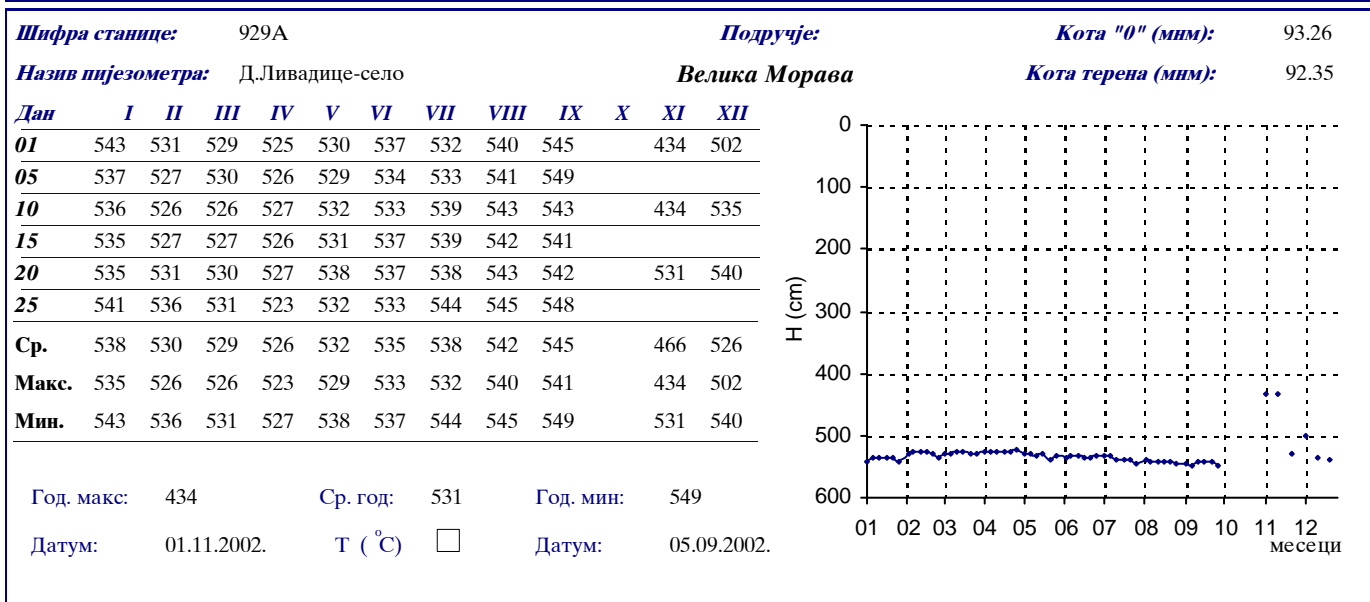 Шифра станице: 929А Подручје: Кота "0" (мнм): 93.26
Назив пијезометра: Д.Ливадице-село Велика Морава Кота терена (мнм): 92.35
Дан I II III IV V VI VII VIII IX X XI XII
01 543 531 529 525 530 537 532 540 545 434 502
05 537 527 530 526 529 534 533 541 549
10 536 526 526 527 532 533 539 543 543 434 535
15 535 527 527 526 531 537 539 542 541
20 535 531 530 527 538 537 538 543 542 531 540
25 541 536 531 523 532 533 544 545 548
Ср. 538 530 529 526 532 535 538 542 545 466 526
Макс. 535 526 526 523 529 533 532 540 541 434 502
Мин. 543 536 531 527 538 537 544 545 549 531 540
Год. макс: 434 Ср. год: 531 Год. мин: 549
Датум: 01.11.2002. Т ( °C) Датум: 05.09.2002.
H (cm)
0
100
200
300
400
500
600
01 02 03 04 05 06 07 08 09 10 11 12
месеци